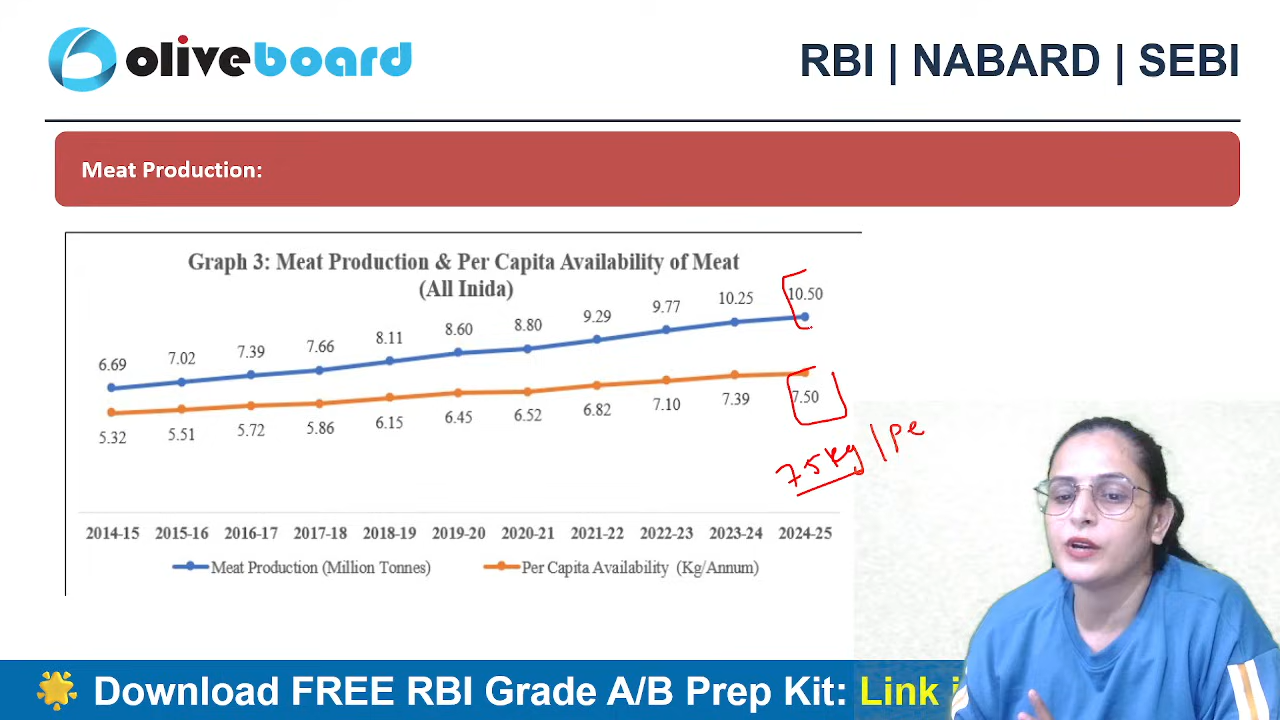 oliveboard
RBI | NABARD | SEBI
Meat Production:
Graph 3: Meat Production & Per Capita Availability of Meat
(All Inida)
6.69 7.02 7.39 7.66 8.11 8.60 8.80 9.29 9.77 10.25 10.50
5.32 5.51 5.72 5.86 6.15 6.45 6.52 6.82 7.10 7.39 7.50
7.5 kg / Pe
2014-15 2015-16 2016-17 2017-18 2018-19 2019-20 2020-21 2021-22 2022-23 2023-24 2024-25
Meat Production (Million Tonnes) Per Capita Availability (Kg/Annum)
Download FREE RBI Grade A/B Prep Kit: Link